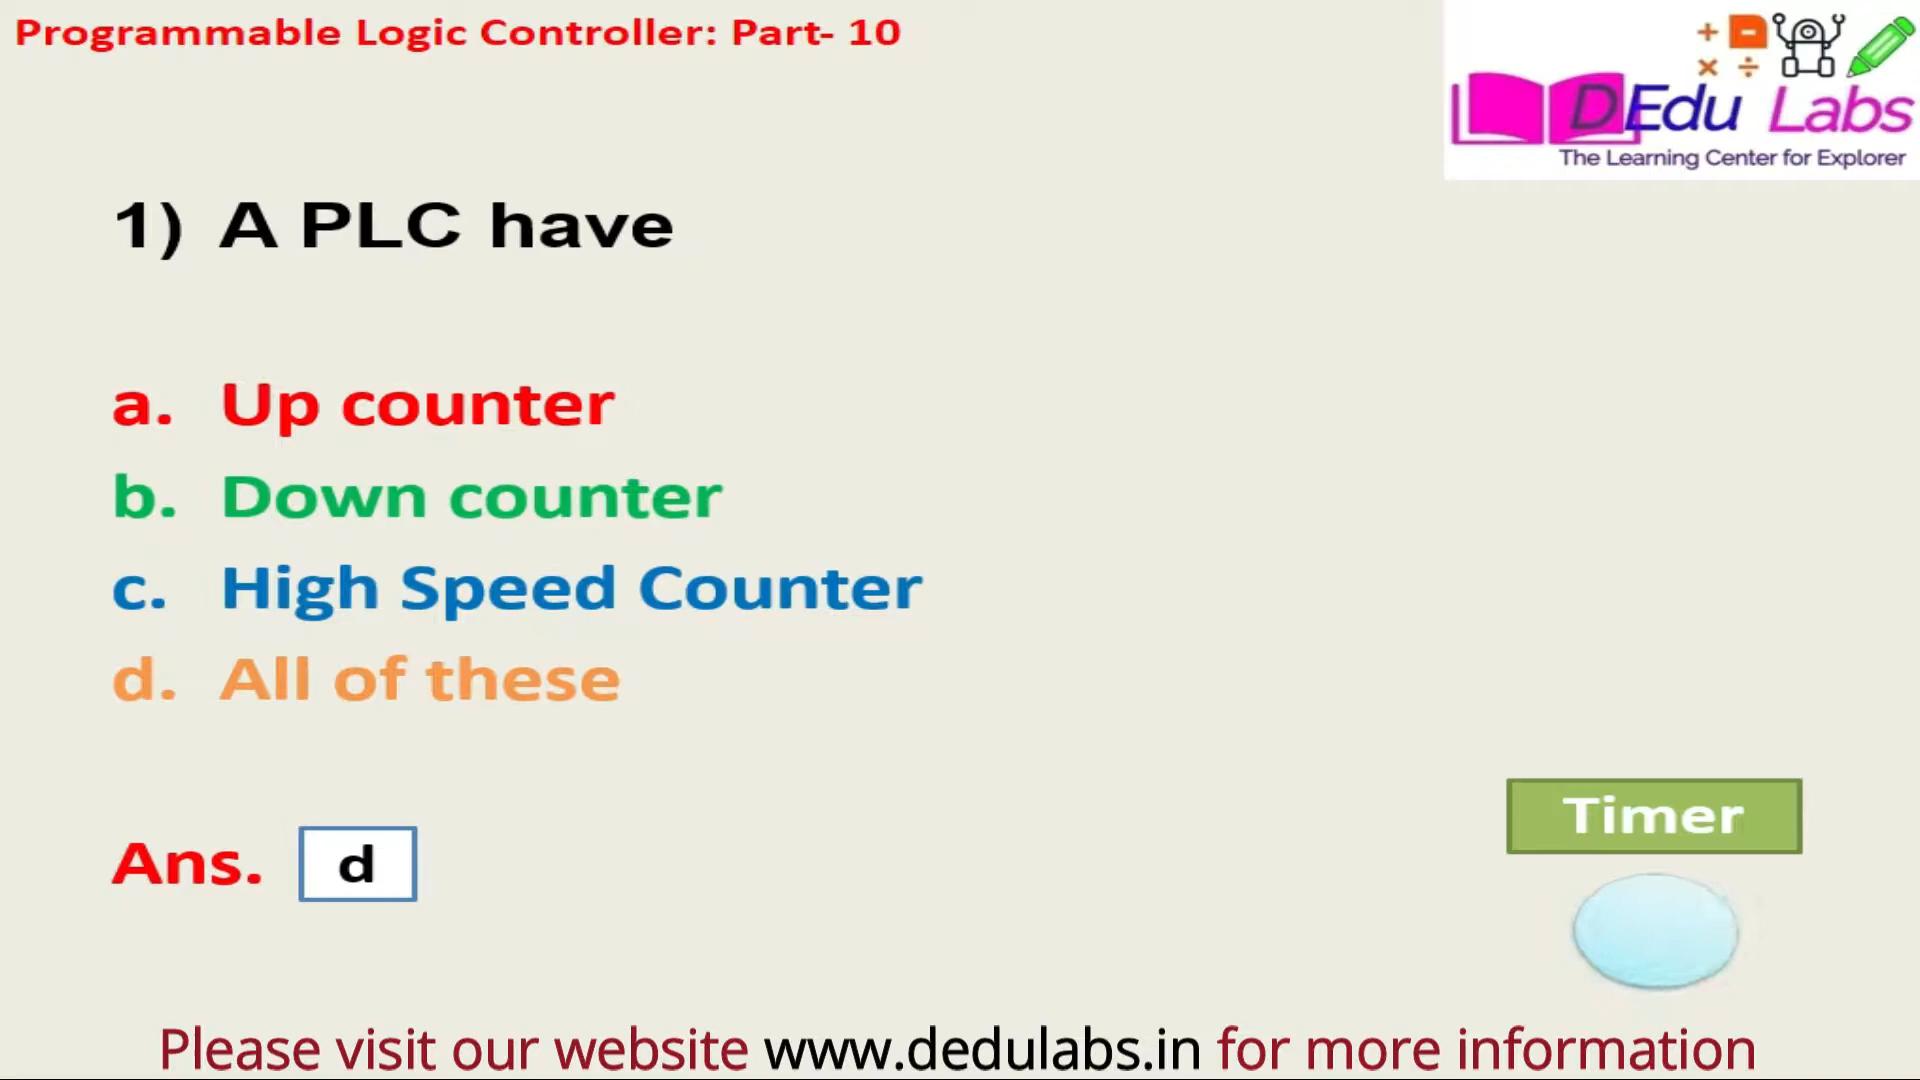 Programmable Logic Controller: Part- 10
DEdu Labs
The Learning Center for Explorer
1) A PLC have
a. Up counter
b. Down counter
c. High Speed Counter
d. All of these
Ans. d
Timer
Please visit our website www.dedulabs.in for more information